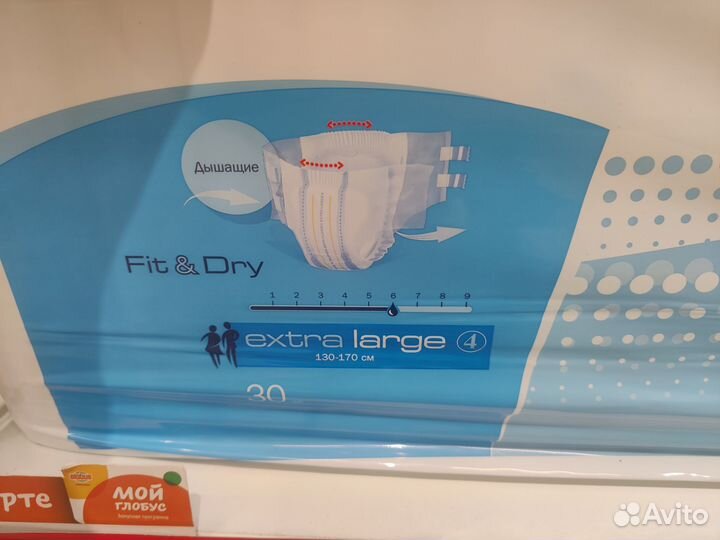 Дышащие
Fit & Dry
1 2 3 4 5 6 7 8 9
extra large 4
130-170 см
30
globus
РТЕ
МОЙ
ГЛОБУС
Avito